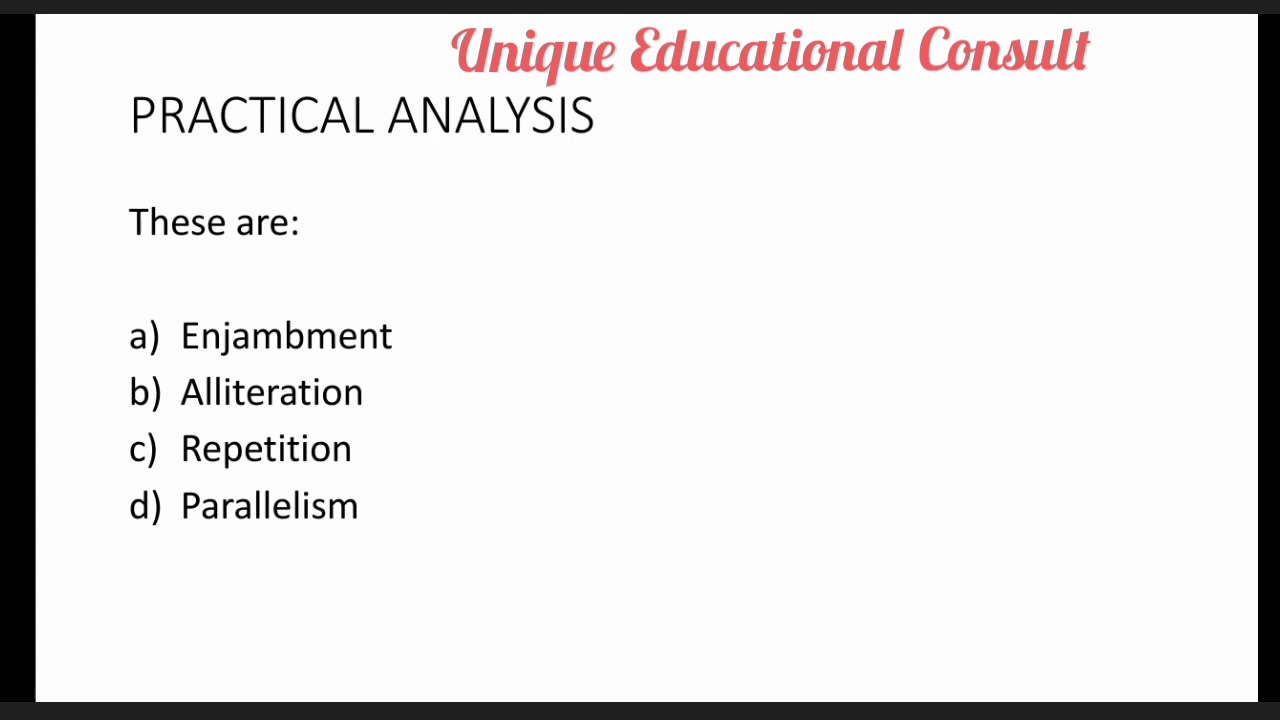 Unique Educational Consult
PRACTICAL ANALYSIS
These are:
a) Enjambment
b) Alliteration
c) Repetition
d) Parallelism